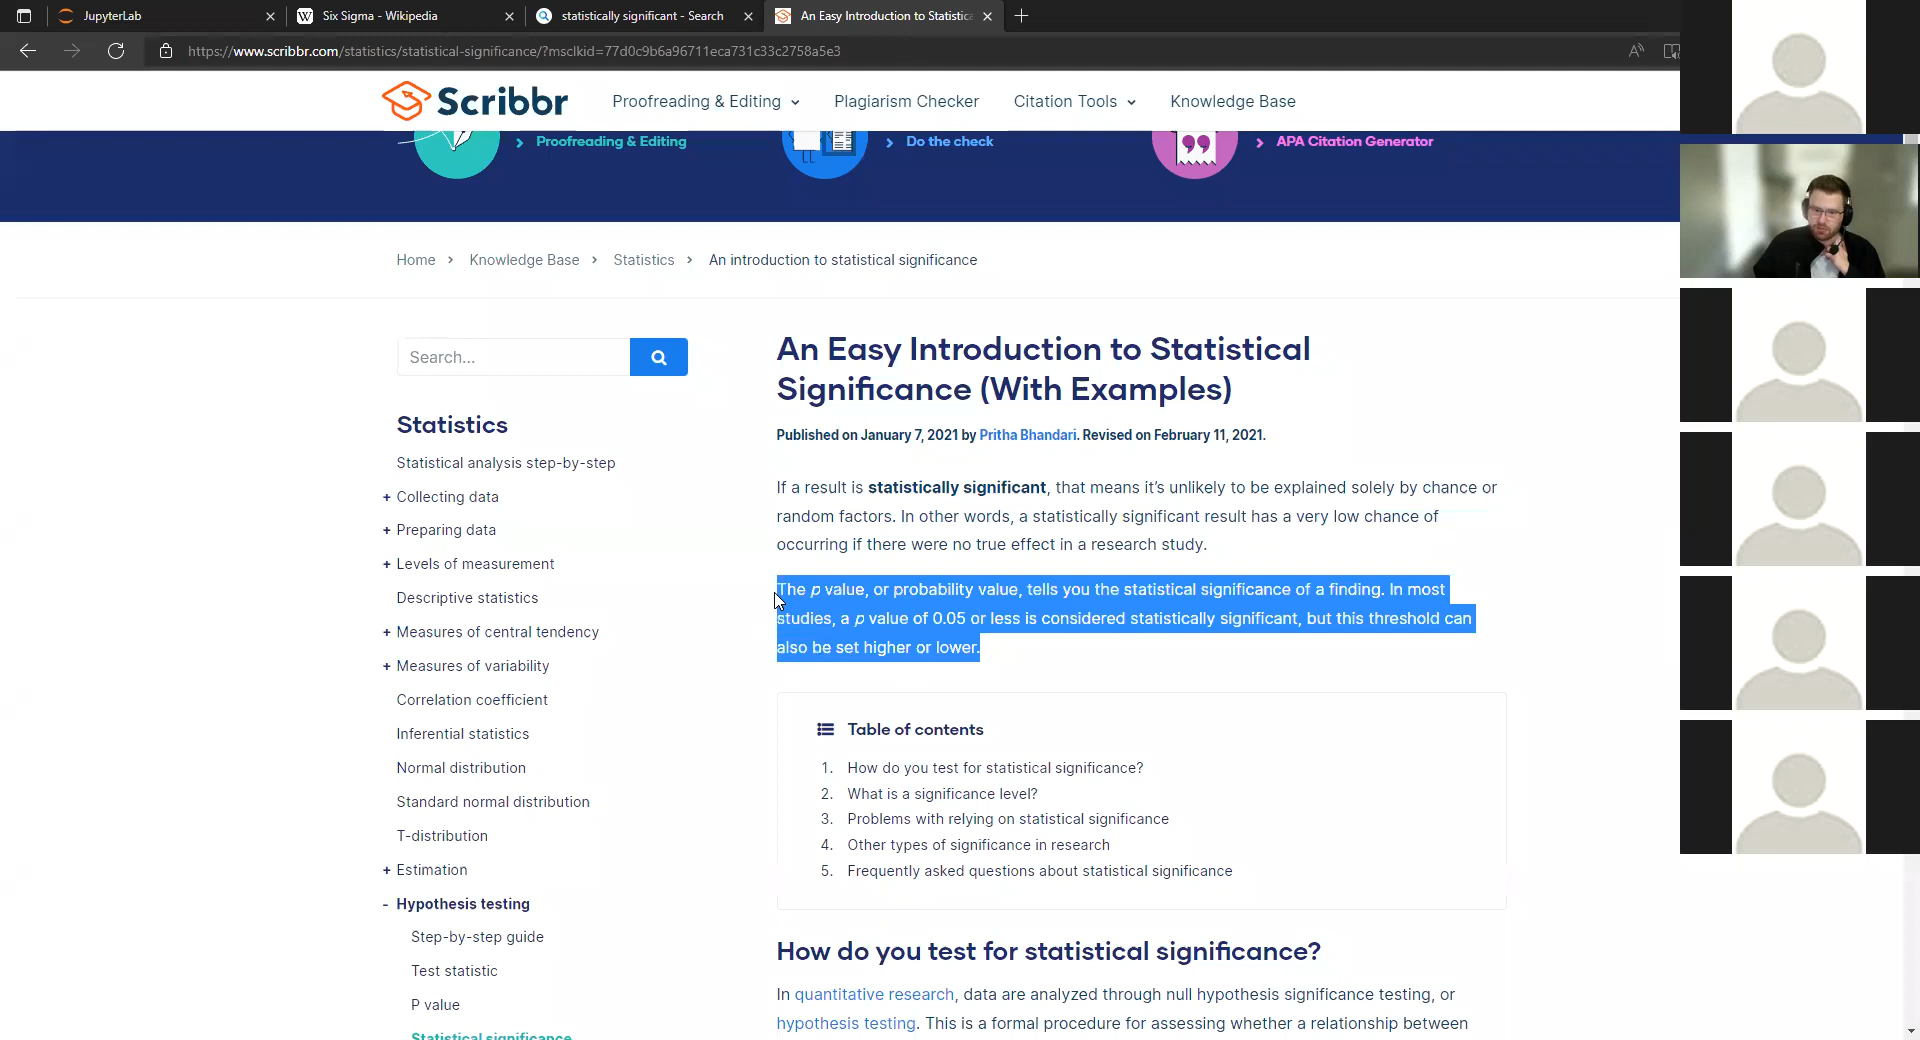 JupyterLab
Six Sigma - Wikipedia
statistically significant - Search
An Easy Introduction to Statistic
https://www.scribbr.com/statistics/statistical-significance/?msclkid=77d0c9b6a96711eca731c33c2758a5e3
Scribbr
Proofreading & Editing
Plagiarism Checker
Citation Tools
Knowledge Base
Proofreading & Editing
Do the check
APA Citation Generator
Home > Knowledge Base > Statistics > An introduction to statistical significance
Search...
Statistics
Statistical analysis step-by-step
+ Collecting data
+ Preparing data
+ Levels of measurement
Descriptive statistics
+ Measures of central tendency
+ Measures of variability
Correlation coefficient
Inferential statistics
Normal distribution
Standard normal distribution
T-distribution
+ Estimation
- Hypothesis testing
Step-by-step guide
Test statistic
P value
Statistical significance
An Easy Introduction to Statistical
Significance (With Examples)
Published on January 7, 2021 by Pritha Bhandari. Revised on February 11, 2021.
If a result is statistically significant, that means it’s unlikely to be explained solely by chance or
random factors. In other words, a statistically significant result has a very low chance of
occurring if there were no true effect in a research study.
The p value, or probability value, tells you the statistical significance of a finding. In most
studies, a p value of 0.05 or less is considered statistically significant, but this threshold can
also be set higher or lower.
Table of contents
1. How do you test for statistical significance?
2. What is a significance level?
3. Problems with relying on statistical significance
4. Other types of significance in research
5. Frequently asked questions about statistical significance
How do you test for statistical significance?
In quantitative research, data are analyzed through null hypothesis significance testing, or
hypothesis testing. This is a formal procedure for assessing whether a relationship between